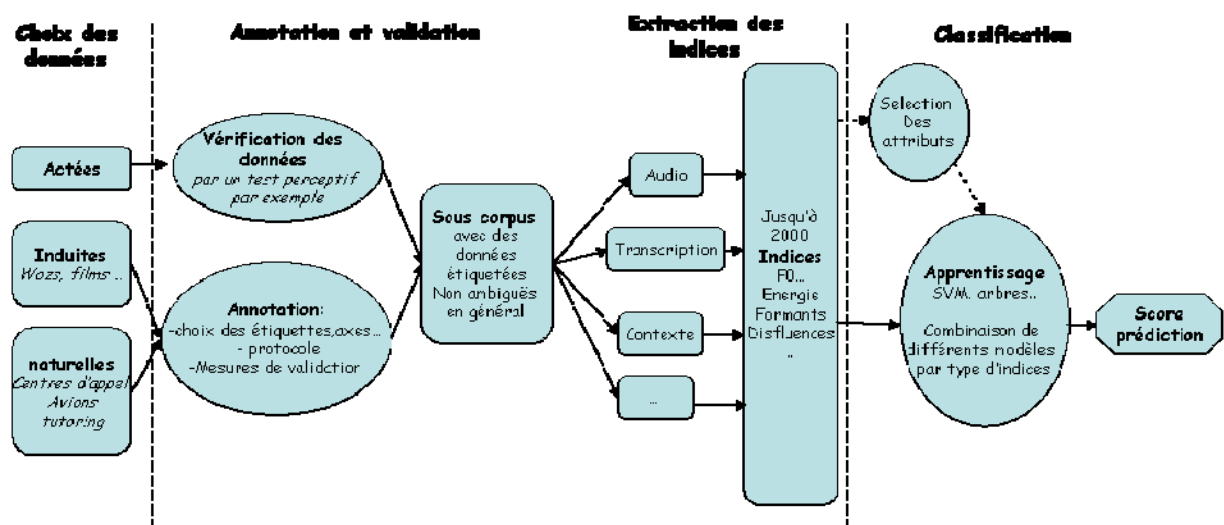 Choix des
données
Annotation et validation
Extraction des
indices
Classification
Actées
Induites
Wozs, films ..
naturelles
Centres d'appel
Avions
tutoring
Vérification des
données
par un test perceptif
par exemple
Annotation:
-choix des étiquettes,axes...
- protocole
-Mesures de validction
Sous corpus
avec des
données
étiquetées
Non ambiguës
en général
Audio
Transcription
Contexte
...
Jusqu'à
2000
Indices
F0...
Energie
Formants
Disfluences
..
Selection
Des
attributs
Apprentissage
SVM. arbres..
Combinaison de
différents modèles
par type d'indices
Score
prédiction